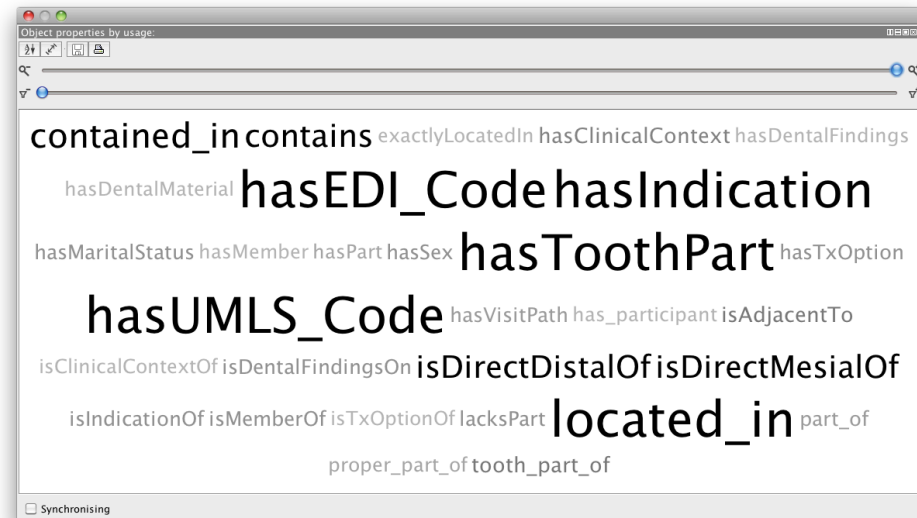 Object properties by usage:
contained_in contains exactlyLocatedIn hasClinicalContext hasDentalFindings
hasDentalMaterial hasEDI_Code hasIndication
hasMaritalStatus hasMember hasPart hasSex hasToothPart hasTxOption
hasUMLS_Code hasVisitPath has_participant isAdjacentTo
isClinicalContextOf isDentalFindingsOn isDirectDistalOf isDirectMesialOf
isIndicationOf isMemberOf isTxOptionOf lacksPart located_in part_of
proper_part_of tooth_part_of
Synchronising